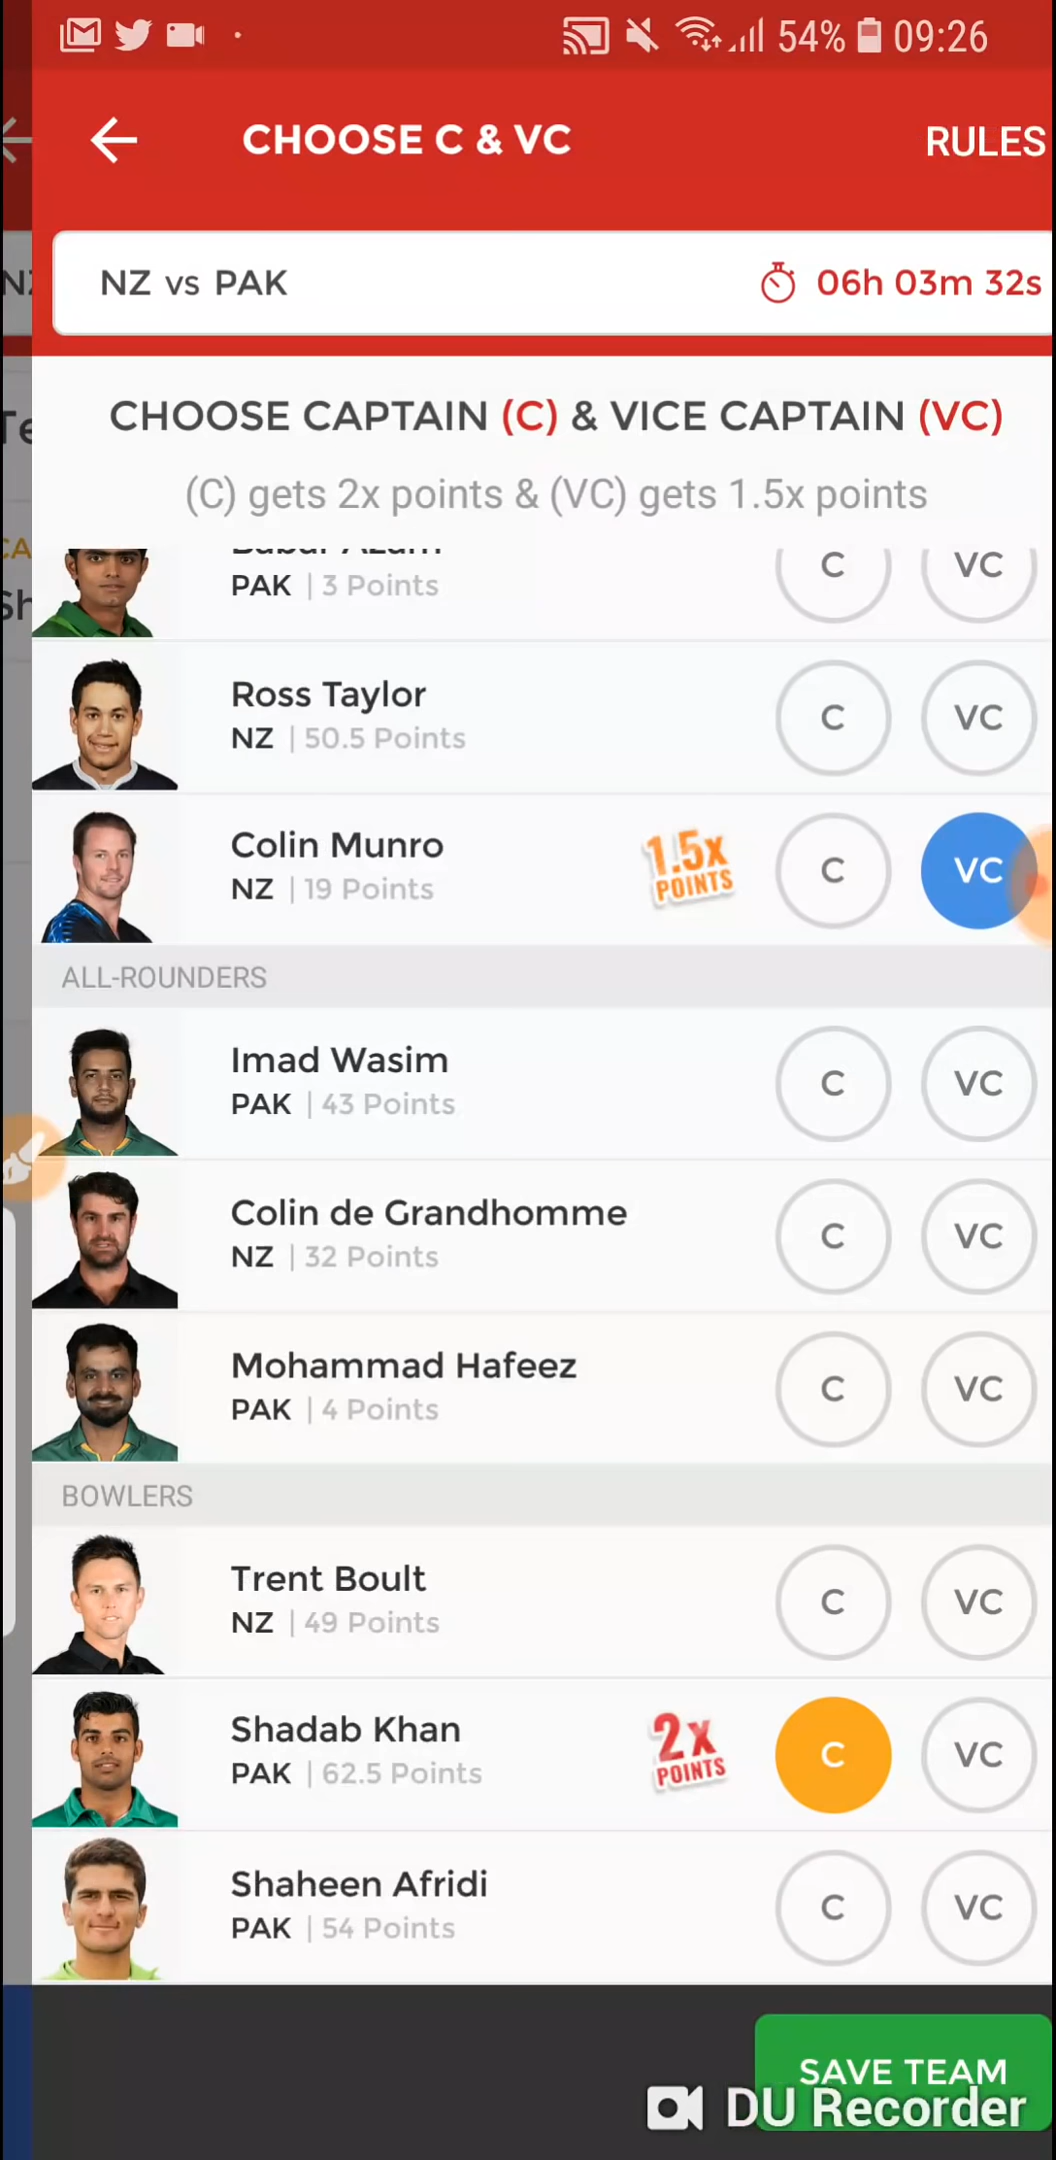 54% 09:26
CHOOSE C & VC
RULES
NZ vs PAK
06h 03m 32s
CHOOSE CAPTAIN (C) & VICE CAPTAIN (VC)
(C) gets 2x points & (VC) gets 1.5x points
Babar Azam
PAK | 3 Points
C VC
Ross Taylor
NZ | 50.5 Points
C VC
Colin Munro
NZ | 19 Points
1.5x
POINTS
C VC
ALL-ROUNDERS
Imad Wasim
PAK | 43 Points
C VC
Colin de Grandhomme
NZ | 32 Points
C VC
Mohammad Hafeez
PAK | 4 Points
C VC
BOWLERS
Trent Boult
NZ | 49 Points
C VC
Shadab Khan
PAK | 62.5 Points
2x
POINTS
C VC
Shaheen Afridi
PAK | 54 Points
C VC
SAVE TEAM
DU Recorder